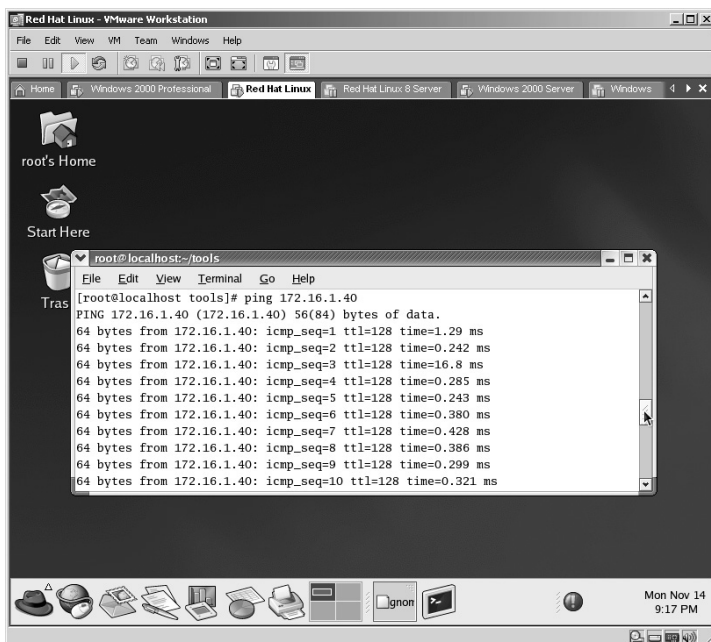 Red Hat Linux - VMware Workstation
File Edit View VM Team Windows Help
Home Windows 2000 Professional Red Hat Linux Red Hat Linux 8 Server Windows 2000 Server Windows
root's Home
Start Here
Tras
root@localhost:~/tools
File Edit View Terminal Go Help
[root@localhost tools]# ping 172.16.1.40
PING 172.16.1.40 (172.16.1.40) 56(84) bytes of data.
64 bytes from 172.16.1.40: icmp_seq=1 ttl=128 time=1.29 ms
64 bytes from 172.16.1.40: icmp_seq=2 ttl=128 time=0.242 ms
64 bytes from 172.16.1.40: icmp_seq=3 ttl=128 time=16.8 ms
64 bytes from 172.16.1.40: icmp_seq=4 ttl=128 time=0.285 ms
64 bytes from 172.16.1.40: icmp_seq=5 ttl=128 time=0.243 ms
64 bytes from 172.16.1.40: icmp_seq=6 ttl=128 time=0.380 ms
64 bytes from 172.16.1.40: icmp_seq=7 ttl=128 time=0.428 ms
64 bytes from 172.16.1.40: icmp_seq=8 ttl=128 time=0.386 ms
64 bytes from 172.16.1.40: icmp_seq=9 ttl=128 time=0.299 ms
64 bytes from 172.16.1.40: icmp_seq=10 ttl=128 time=0.321 ms
gnom
Mon Nov 14
9:17 PM